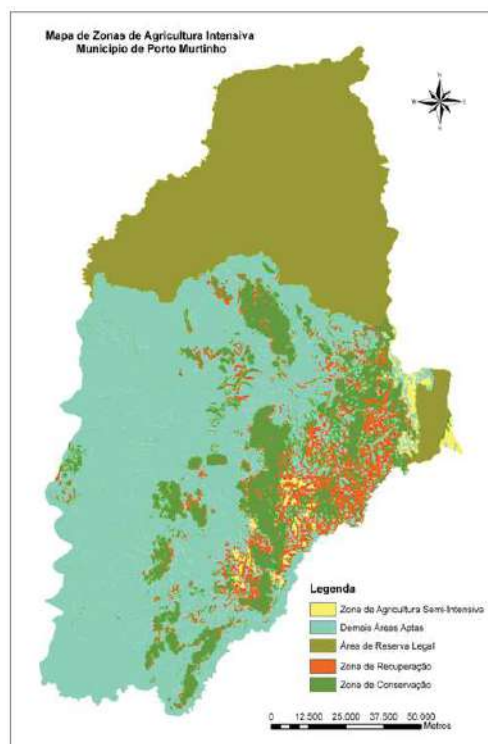 Mapa de Zonas de Agricultura Intensiva
Município de Porto Murtinho
N
W E
S
Legenda
Zona de Agricultura Semi-Intensiva
Demais Áreas Aptas
Área de Reserva Legal
Zona de Recuperação
Zona de Conservação
0 12.500 25.000 37.500 50.000
Metros